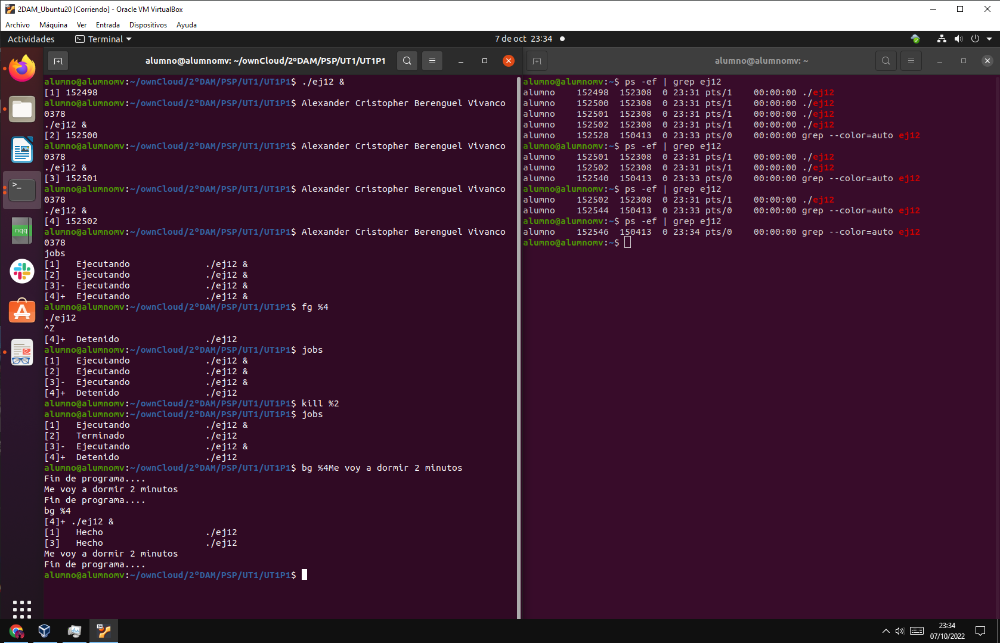 2DAM_Ubuntu20 [Corriendo] - Oracle VM VirtualBox
Archivo Máquina Ver Entrada Dispositivos Ayuda
Actividades Terminal 7 de oct 23:34
alumno@alumnomv: ~/ownCloud/2ºDAM/PSP/UT1/UT1P1
alumno@alumnomv:~/ownCloud/2ºDAM/PSP/UT1/UT1P1$ ./ej12 &
[1] 152498
alumno@alumnomv:~/ownCloud/2ºDAM/PSP/UT1/UT1P1$ Alexander Cristopher Berenguel Vivanco
0378
./ej12 &
[2] 152500
alumno@alumnomv:~/ownCloud/2ºDAM/PSP/UT1/UT1P1$ Alexander Cristopher Berenguel Vivanco
0378
./ej12 &
[3] 152501
alumno@alumnomv:~/ownCloud/2ºDAM/PSP/UT1/UT1P1$ Alexander Cristopher Berenguel Vivanco
0378
./ej12 &
[4] 152502
alumno@alumnomv:~/ownCloud/2ºDAM/PSP/UT1/UT1P1$ Alexander Cristopher Berenguel Vivanco
0378
jobs
[1]   Ejecutando              ./ej12 &
[2]   Ejecutando              ./ej12 &
[3]-  Ejecutando              ./ej12 &
[4]+  Ejecutando              ./ej12 &
alumno@alumnomv:~/ownCloud/2ºDAM/PSP/UT1/UT1P1$ fg %4
./ej12
^Z
[4]+  Detenido                ./ej12
alumno@alumnomv:~/ownCloud/2ºDAM/PSP/UT1/UT1P1$ jobs
[1]   Ejecutando              ./ej12 &
[2]   Ejecutando              ./ej12 &
[3]-  Ejecutando              ./ej12 &
[4]+  Detenido                ./ej12
alumno@alumnomv:~/ownCloud/2ºDAM/PSP/UT1/UT1P1$ kill %2
alumno@alumnomv:~/ownCloud/2ºDAM/PSP/UT1/UT1P1$ jobs
[1]   Ejecutando              ./ej12 &
[2]   Terminado               ./ej12
[3]-  Ejecutando              ./ej12 &
[4]+  Detenido                ./ej12
alumno@alumnomv:~/ownCloud/2ºDAM/PSP/UT1/UT1P1$ bg %4Me voy a dormir 2 minutos
Fin de programa....
Me voy a dormir 2 minutos
Fin de programa....
bg %4
[4]+ ./ej12 &
[1]   Hecho                   ./ej12
[3]   Hecho                   ./ej12
Me voy a dormir 2 minutos
Fin de programa....
alumno@alumnomv:~/ownCloud/2ºDAM/PSP/UT1/UT1P1$
alumno@alumnomv: ~
alumno@alumnomv:~$ ps -ef | grep ej12
alumno    152498  152308  0 23:31 pts/1    00:00:00 ./ej12
alumno    152500  152308  0 23:31 pts/1    00:00:00 ./ej12
alumno    152501  152308  0 23:31 pts/1    00:00:00 ./ej12
alumno    152502  152308  0 23:31 pts/1    00:00:00 ./ej12
alumno    152528  150413  0 23:33 pts/0    00:00:00 grep --color=auto ej12
alumno@alumnomv:~$ ps -ef | grep ej12
alumno    152501  152308  0 23:31 pts/1    00:00:00 ./ej12
alumno    152502  152308  0 23:31 pts/1    00:00:00 ./ej12
alumno    152540  150413  0 23:33 pts/0    00:00:00 grep --color=auto ej12
alumno@alumnomv:~$ ps -ef | grep ej12
alumno    152502  152308  0 23:31 pts/1    00:00:00 ./ej12
alumno    152544  150413  0 23:33 pts/0    00:00:00 grep --color=auto ej12
alumno@alumnomv:~$ ps -ef | grep ej12
alumno    152546  150413  0 23:34 pts/0    00:00:00 grep --color=auto ej12
alumno@alumnomv:~$
nqq
23:34
07/10/2022